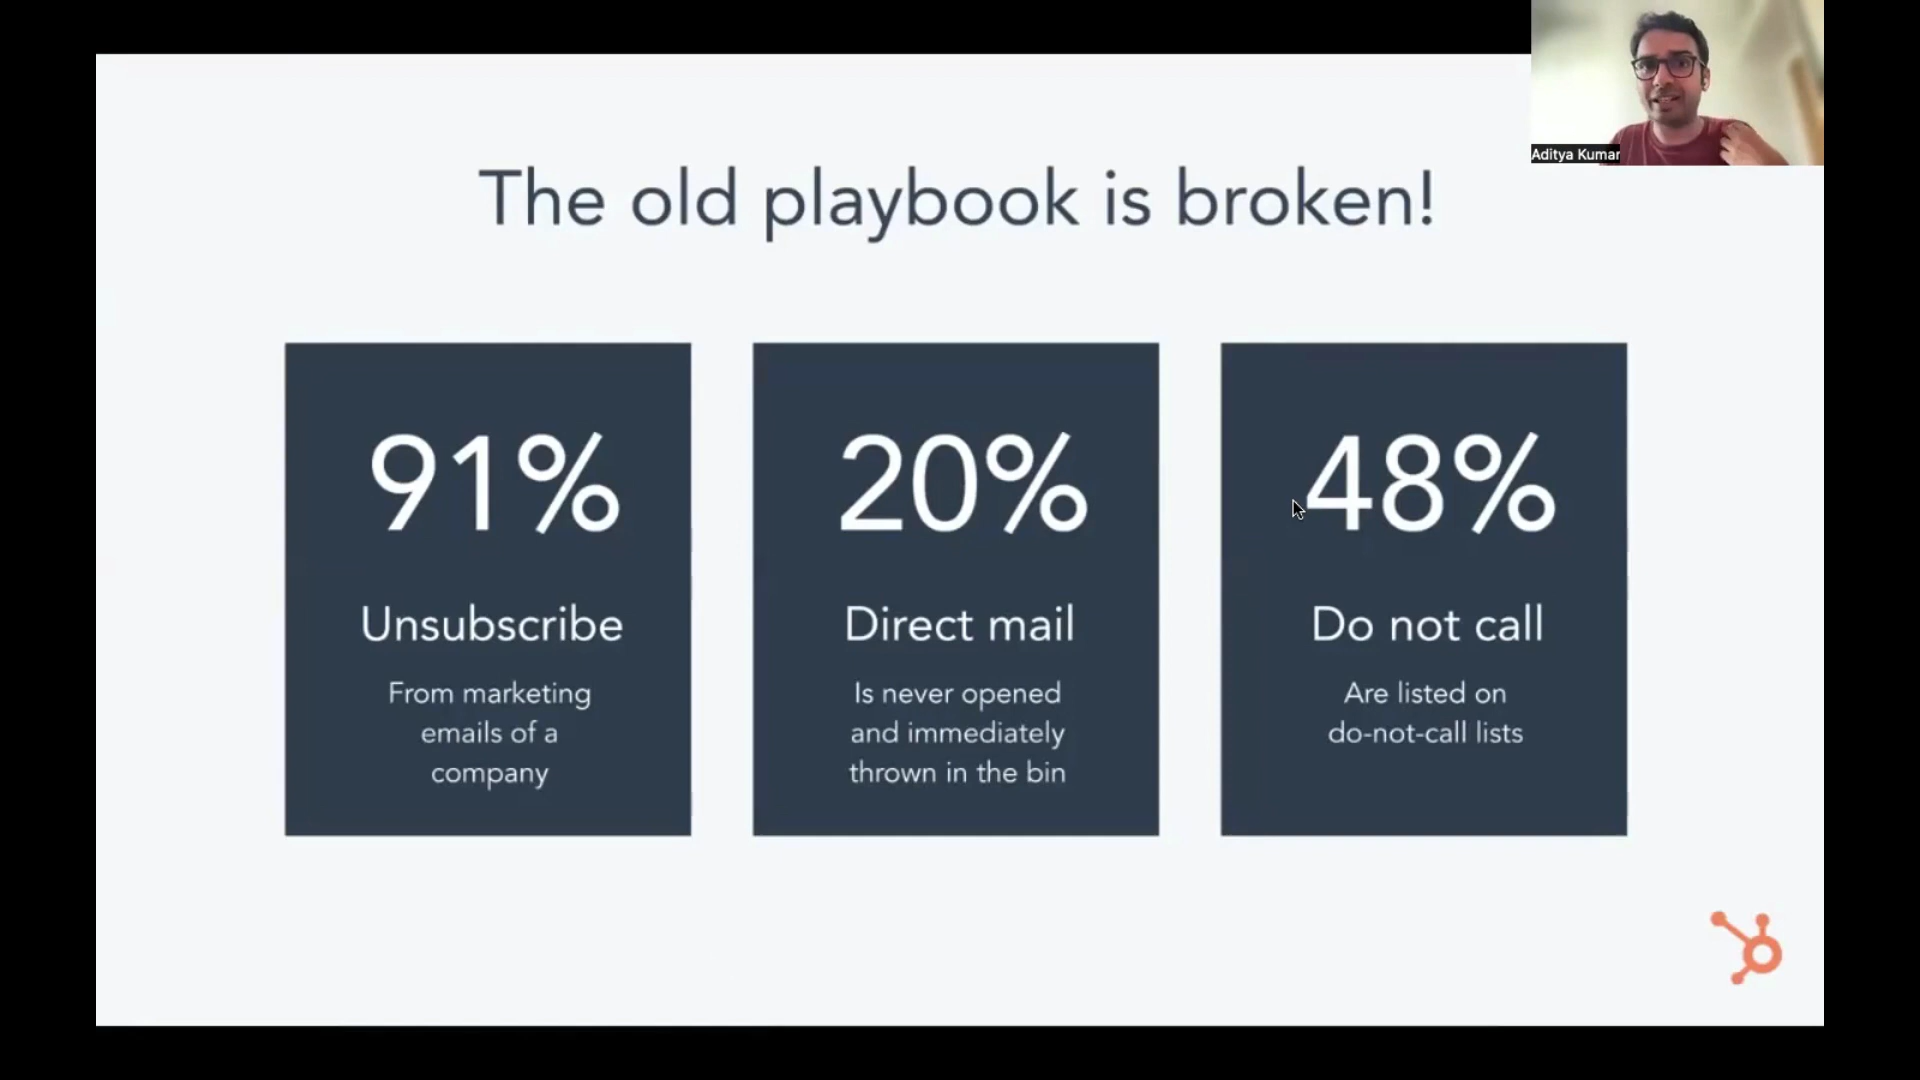 Aditya Kumar
The old playbook is broken!
91%
Unsubscribe
From marketing
emails of a
company
20%
Direct mail
Is never opened
and immediately
thrown in the bin
48%
Do not call
Are listed on
do-not-call lists